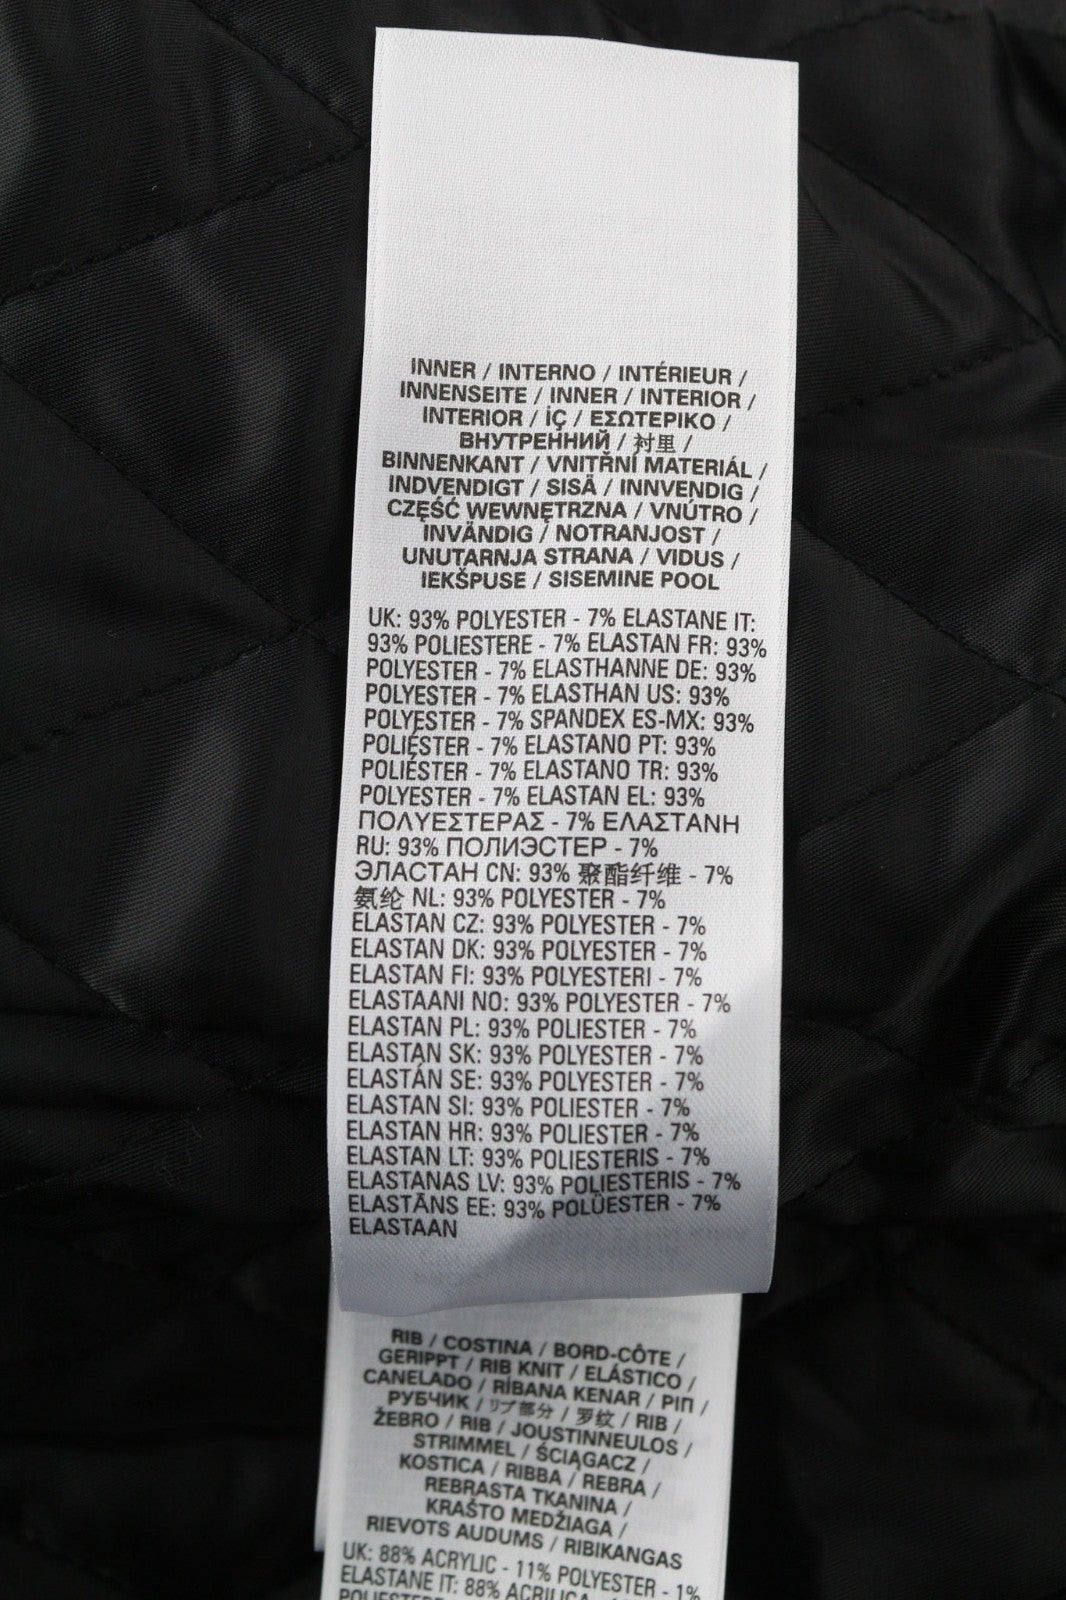 INNER / INTERNO / INTÉRIEUR /
INNENSEITE / INNER / INTERIOR /
INTERIOR / İÇ / ΕΣΩΤΕΡΙΚΟ /
ВНУТРЕННИЙ / 衬里 /
BINNENKANT / VNITŘNÍ MATERIÁL /
INDVENDIGT / SISÄ / INNVENDIG /
CZĘŚĆ WEWNĘTRZNA / VNÚTRO /
INVÄNDIG / NOTRANJOST /
UNUTARNJA STRANA / VIDUS /
IEKŠPUSE / SISEMINE POOL
UK: 93% POLYESTER - 7% ELASTANE IT:
93% POLIESTERE - 7% ELASTAN FR: 93%
POLYESTER - 7% ELASTHANNE DE: 93%
POLYESTER - 7% ELASTHAN US: 93%
POLYESTER - 7% SPANDEX ES-MX: 93%
POLIÉSTER - 7% ELASTANO PT: 93%
POLIÉSTER - 7% ELASTANO TR: 93%
POLYESTER - 7% ELASTAN EL: 93%
ΠΟΛΥΕΣΤΕΡΑΣ - 7% ΕΛΑΣΤΑΝΗ
RU: 93% ПОЛИЭСТЕР - 7%
ЭЛАСТАН CN: 93% 聚酯纤维 - 7%
氨纶 NL: 93% POLYESTER - 7%
ELASTAN CZ: 93% POLYESTER - 7%
ELASTAN DK: 93% POLYESTER - 7%
ELASTAN FI: 93% POLYESTERI - 7%
ELASTAANI NO: 93% POLYESTER - 7%
ELASTAN PL: 93% POLIESTER - 7%
ELASTAN SK: 93% POLYESTER - 7%
ELASTÁN SE: 93% POLYESTER - 7%
ELASTAN SI: 93% POLIESTER - 7%
ELASTAN HR: 93% POLIESTER - 7%
ELASTAN LT: 93% POLIESTERIS - 7%
ELASTANAS LV: 93% POLIESTERIS - 7%
ELASTĀNS EE: 93% POLÜESTER - 7%
ELASTAAN
RIB / COSTINA / BORD-CÔTE /
GERIPPT / RIB KNIT / ELÁSTICO /
CANELADO / RİBANA KENAR / ΡΙΠ /
РУБЧИК / リブ部分 / 罗纹 / RIB /
ŽEBRO / RIB / JOUSTINNEULOS /
STRIMMEL / ŚCIĄGACZ /
KOSTICA / RIBBA / REBRA /
REBRASTA TKANINA /
KRAŠTO MEDŽIAGA /
RIEVOTS AUDUMS / RIBIKANGAS
UK: 88% ACRYLIC - 11% POLYESTER - 1%
ELASTANE IT: 88% ACRILICA